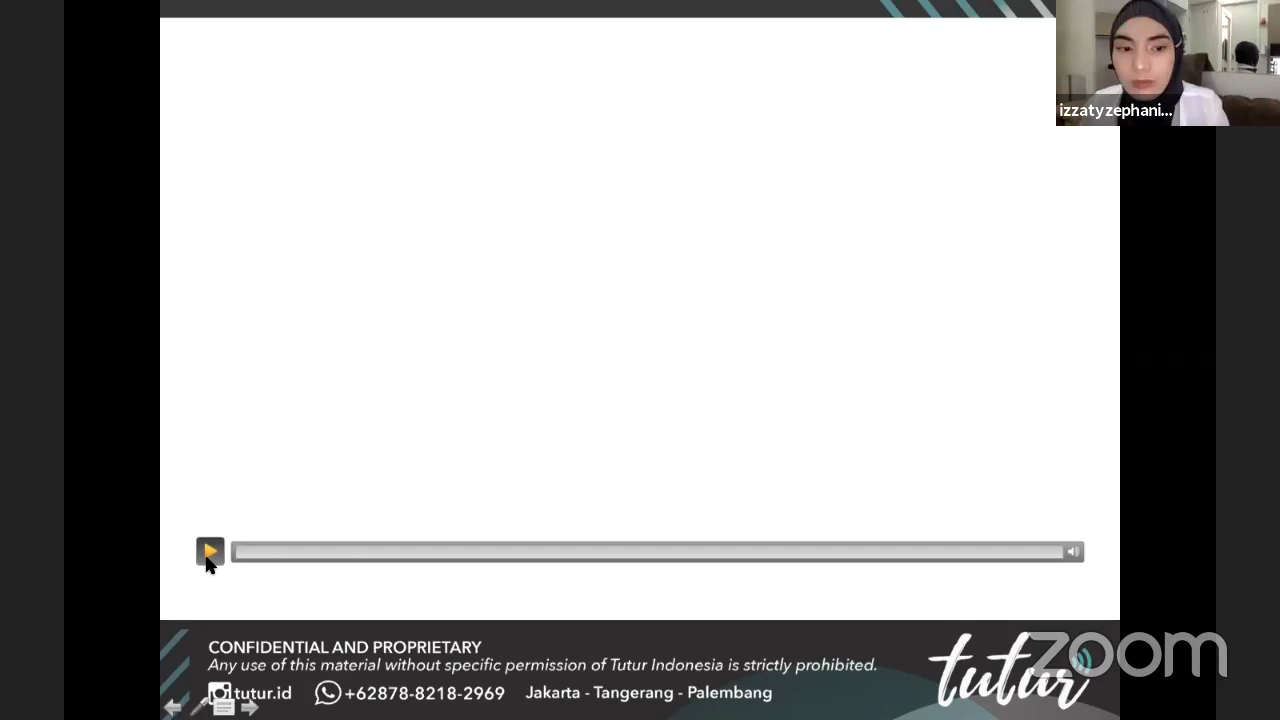 izzatyzephani...
CONFIDENTIAL AND PROPRIETARY
Any use of this material without specific permission of Tutur Indonesia is strictly prohibited.
tutur.id +62878-8218-2969 Jakarta - Tangerang - Palembang
tutur
zoom